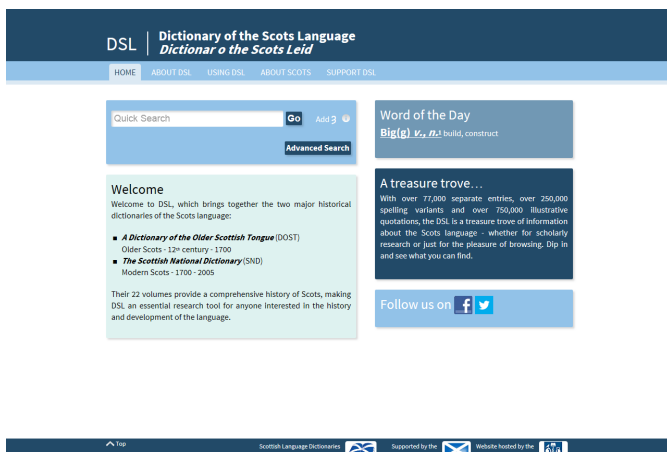 DSL
Dictionary of the Scots Language
Dictionar o the Scots Leid
HOME ABOUT DSL USING DSL ABOUT SCOTS SUPPORT DSL
Quick Search Go Add ȝ
Advanced Search
Welcome
Welcome to DSL, which brings together the two major historical
dictionaries of the Scots language:
A Dictionary of the Older Scottish Tongue (DOST)
Older Scots - 12th century - 1700
The Scottish National Dictionary (SND)
Modern Scots - 1700 - 2005
Their 22 volumes provide a comprehensive history of Scots, making
DSL an essential research tool for anyone interested in the history
and development of the language.
Word of the Day
Big(g) v., n.1 build, construct
A treasure trove...
With over 77,000 separate entries, over 250,000
spelling variants and over 750,000 illustrative
quotations, the DSL is a treasure trove of information
about the Scots language - whether for scholarly
research or just for the pleasure of browsing. Dip in
and see what you can find.
Follow us on
Top
Scottish Language Dictionaries
Supported by the
Website hosted by the